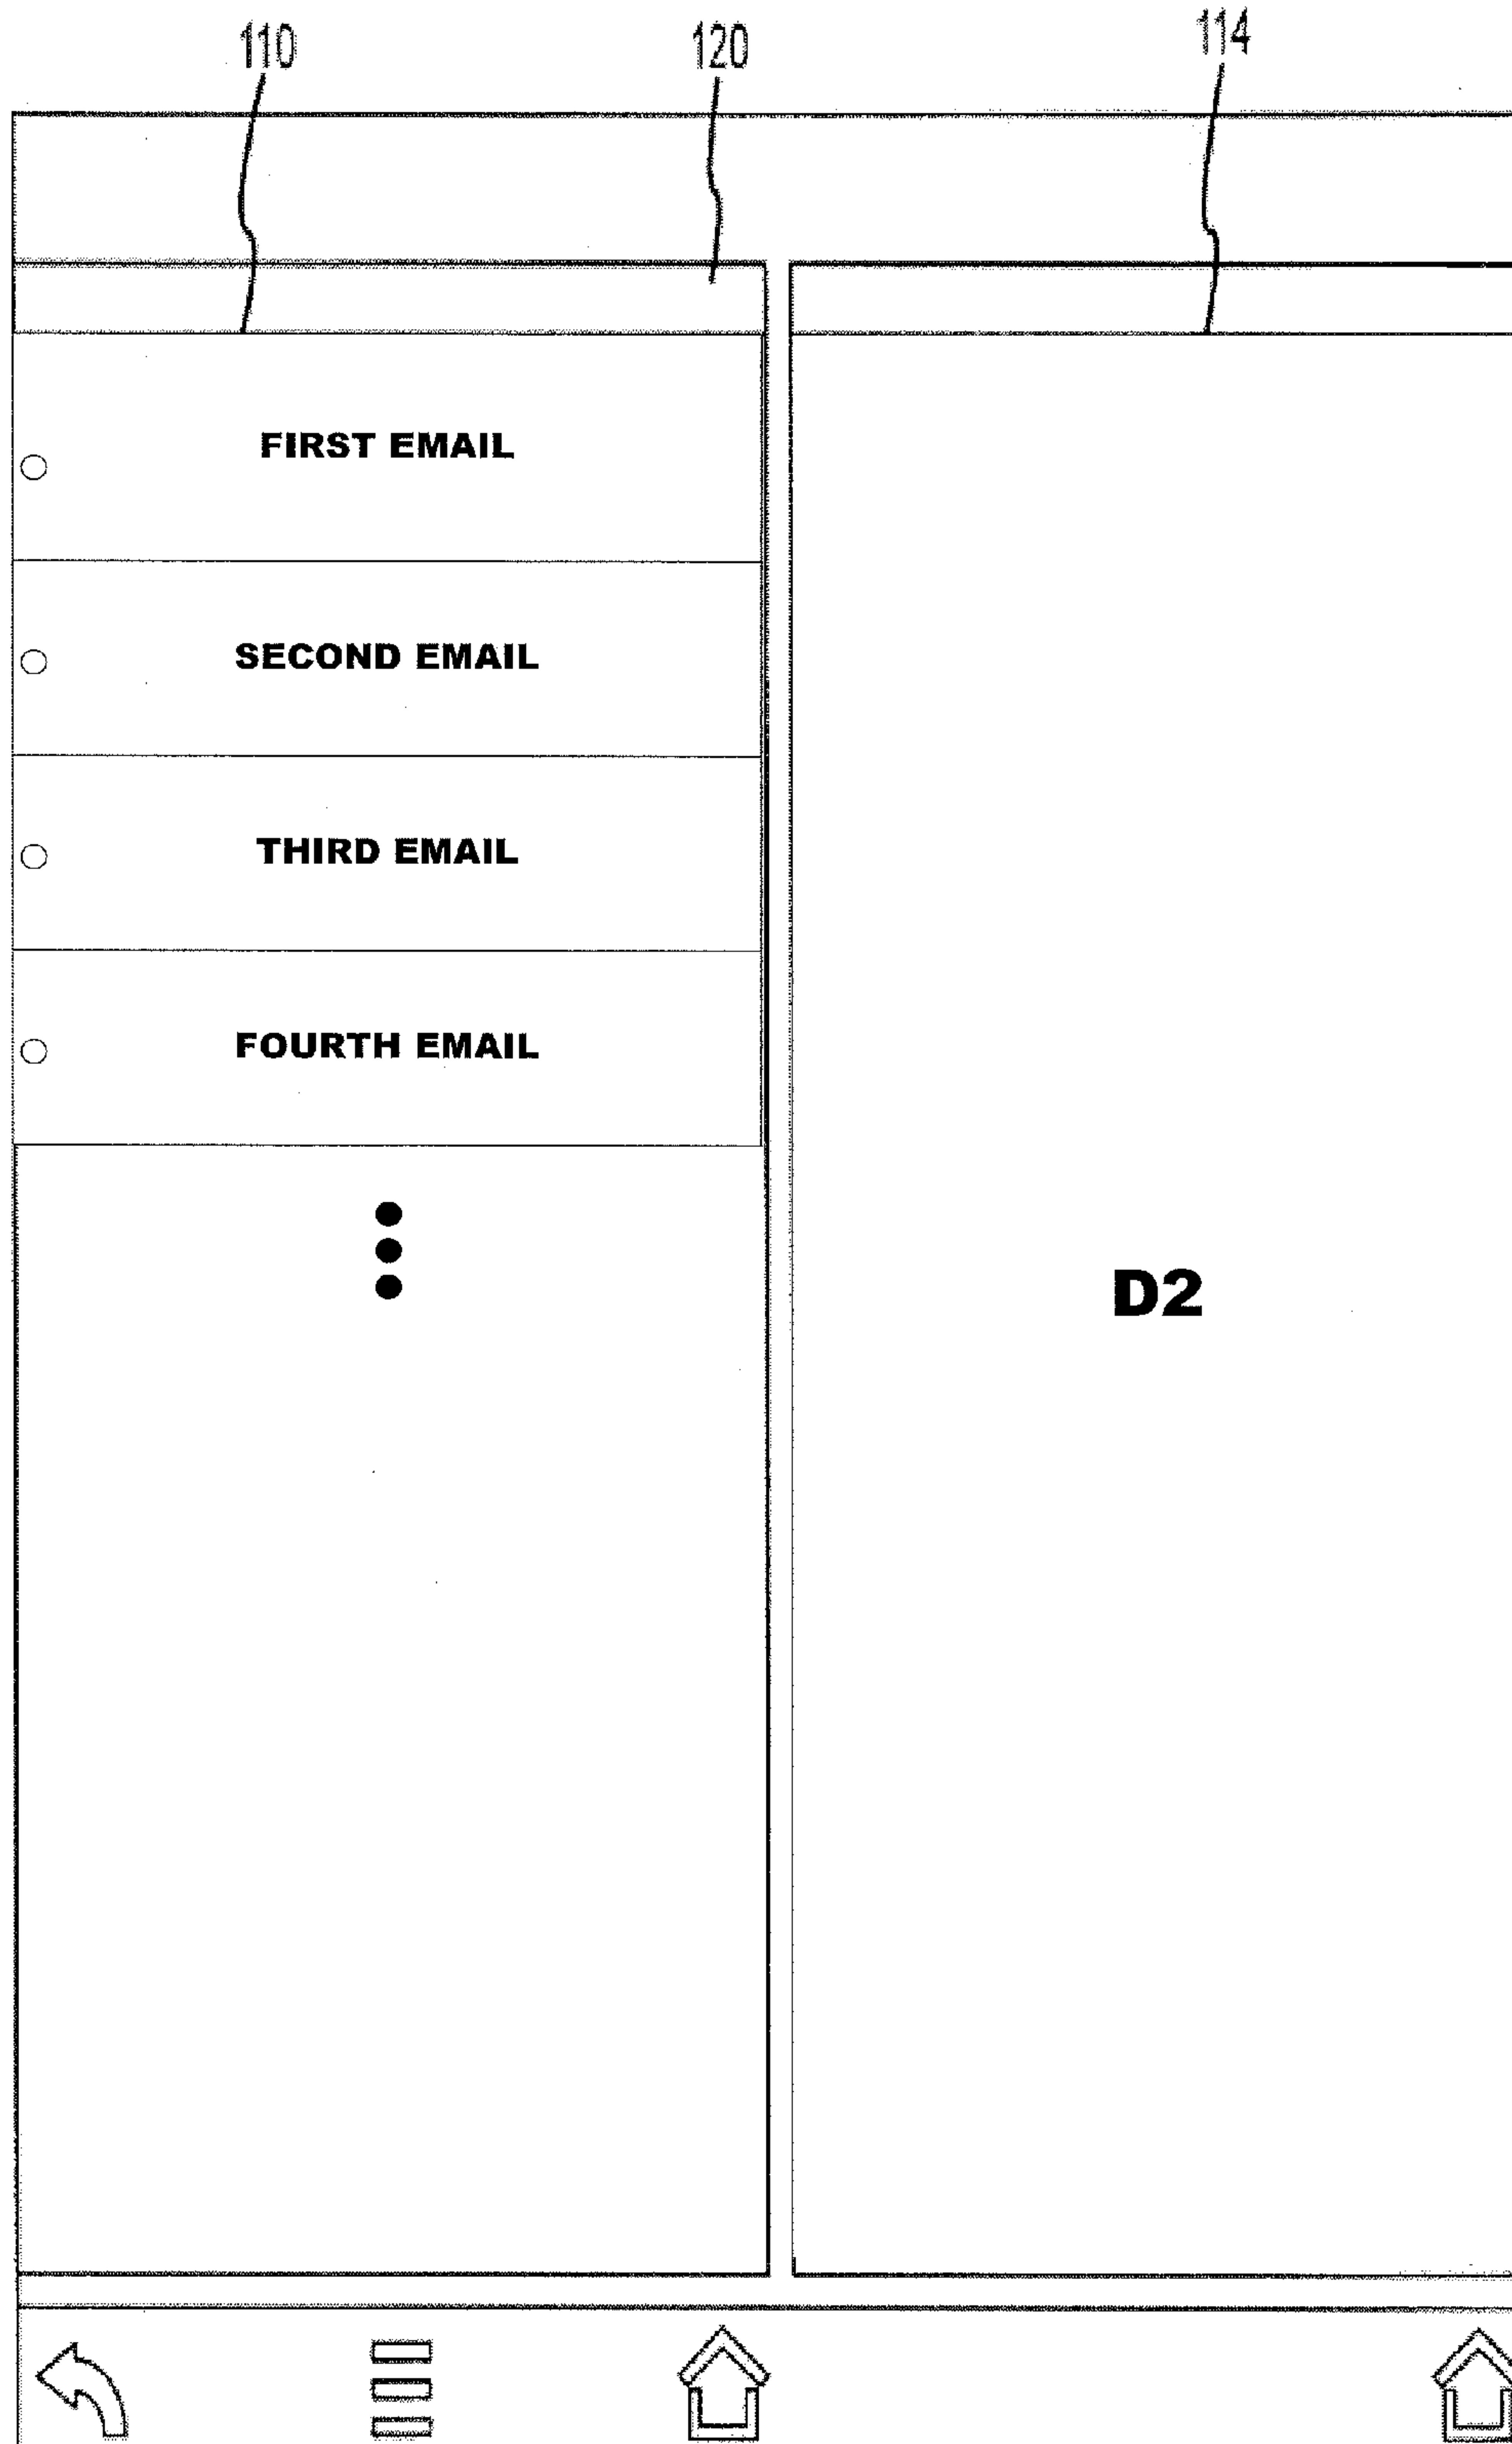 110 120 114
FIRST EMAIL
SECOND EMAIL
THIRD EMAIL
FOURTH EMAIL
D2